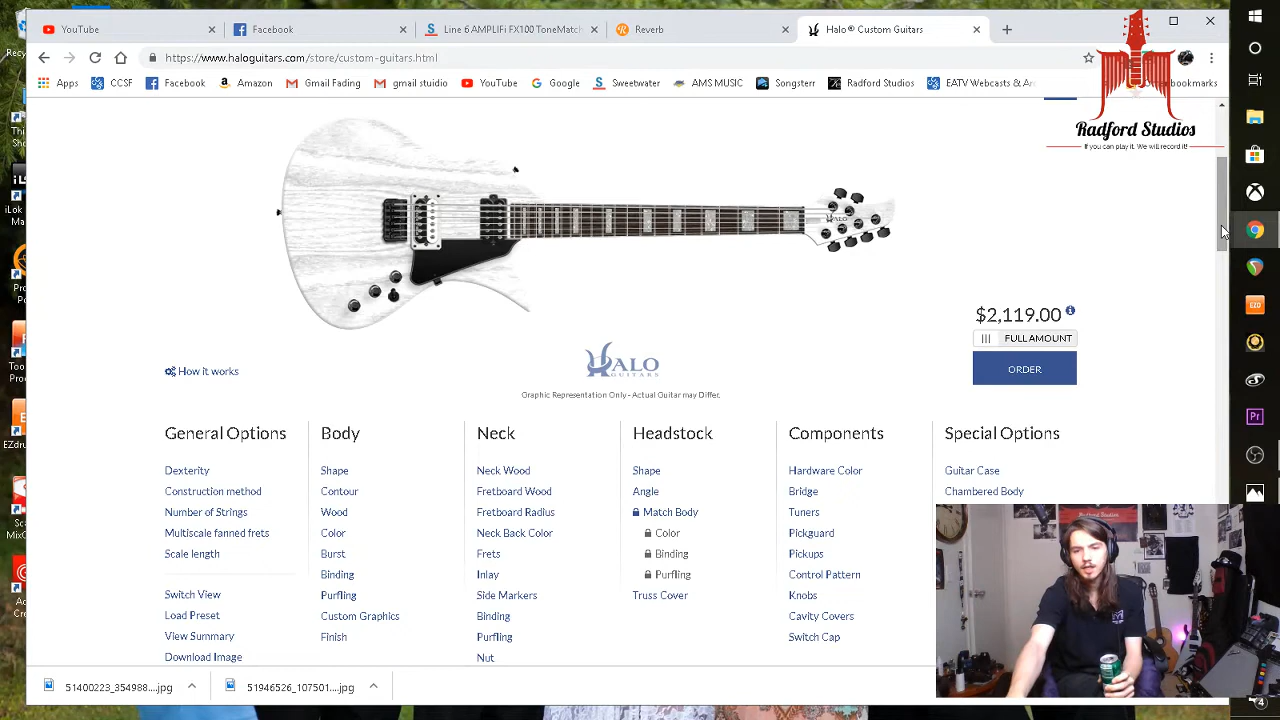 YouTube
Facebook
Line 6 AMPLIFi TT100 ToneMatch
Reverb
Halo® Custom Guitars
https://www.haloguitars.com/store/custom-guitars.html
Apps
CCSF
Facebook
Amazon
Gmail Fading
gmail studio
YouTube
Google
Sweetwater
AMS MUSIC
Songsterr
Radford Studios
EATV Webcasts & Ar
bookmarks
Radford Studios
If you can play it. We will record it!
HALO
$2,119.00
FULL AMOUNT
ORDER
How it works
HALO
GUITARS
Graphic Representation Only - Actual Guitar may Differ.
General Options
Dexterity
Construction method
Number of Strings
Multiscale fanned frets
Scale length
Switch View
Load Preset
View Summary
Download Image
Body
Shape
Contour
Wood
Color
Burst
Binding
Purfling
Custom Graphics
Finish
Neck
Neck Wood
Fretboard Wood
Fretboard Radius
Neck Back Color
Frets
Inlay
Side Markers
Binding
Purfling
Nut
Headstock
Shape
Angle
Match Body
Color
Binding
Purfling
Truss Cover
Components
Hardware Color
Bridge
Tuners
Pickguard
Pickups
Control Pattern
Knobs
Cavity Covers
Switch Cap
Special Options
Guitar Case
Chambered Body
51400223_354988....jpg
51946526_107501....jpg